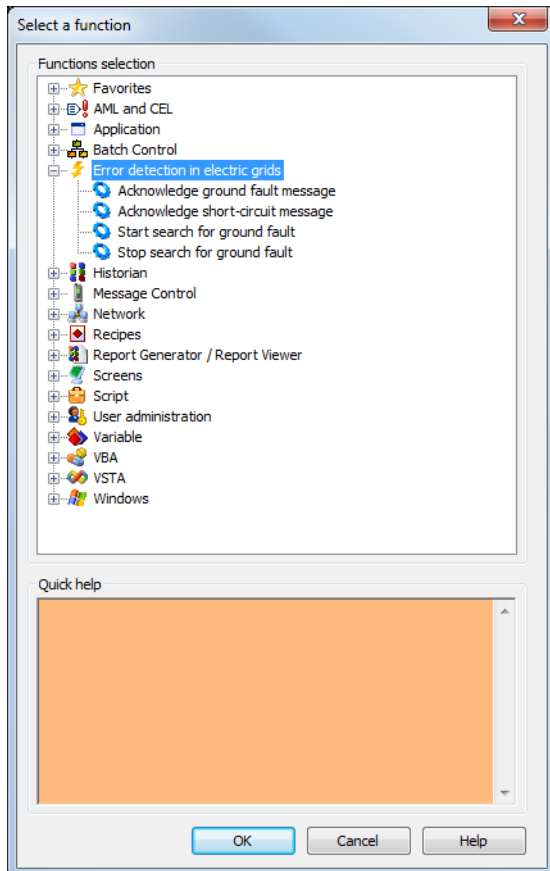 Select a function
Functions selection
Favorites
AML and CEL
Application
Batch Control
Error detection in electric grids
Acknowledge ground fault message
Acknowledge short-circuit message
Start search for ground fault
Stop search for ground fault
Historian
Message Control
Network
Recipes
Report Generator / Report Viewer
Screens
Script
User administration
Variable
VBA
VSTA
Windows
Quick help
OK Cancel Help